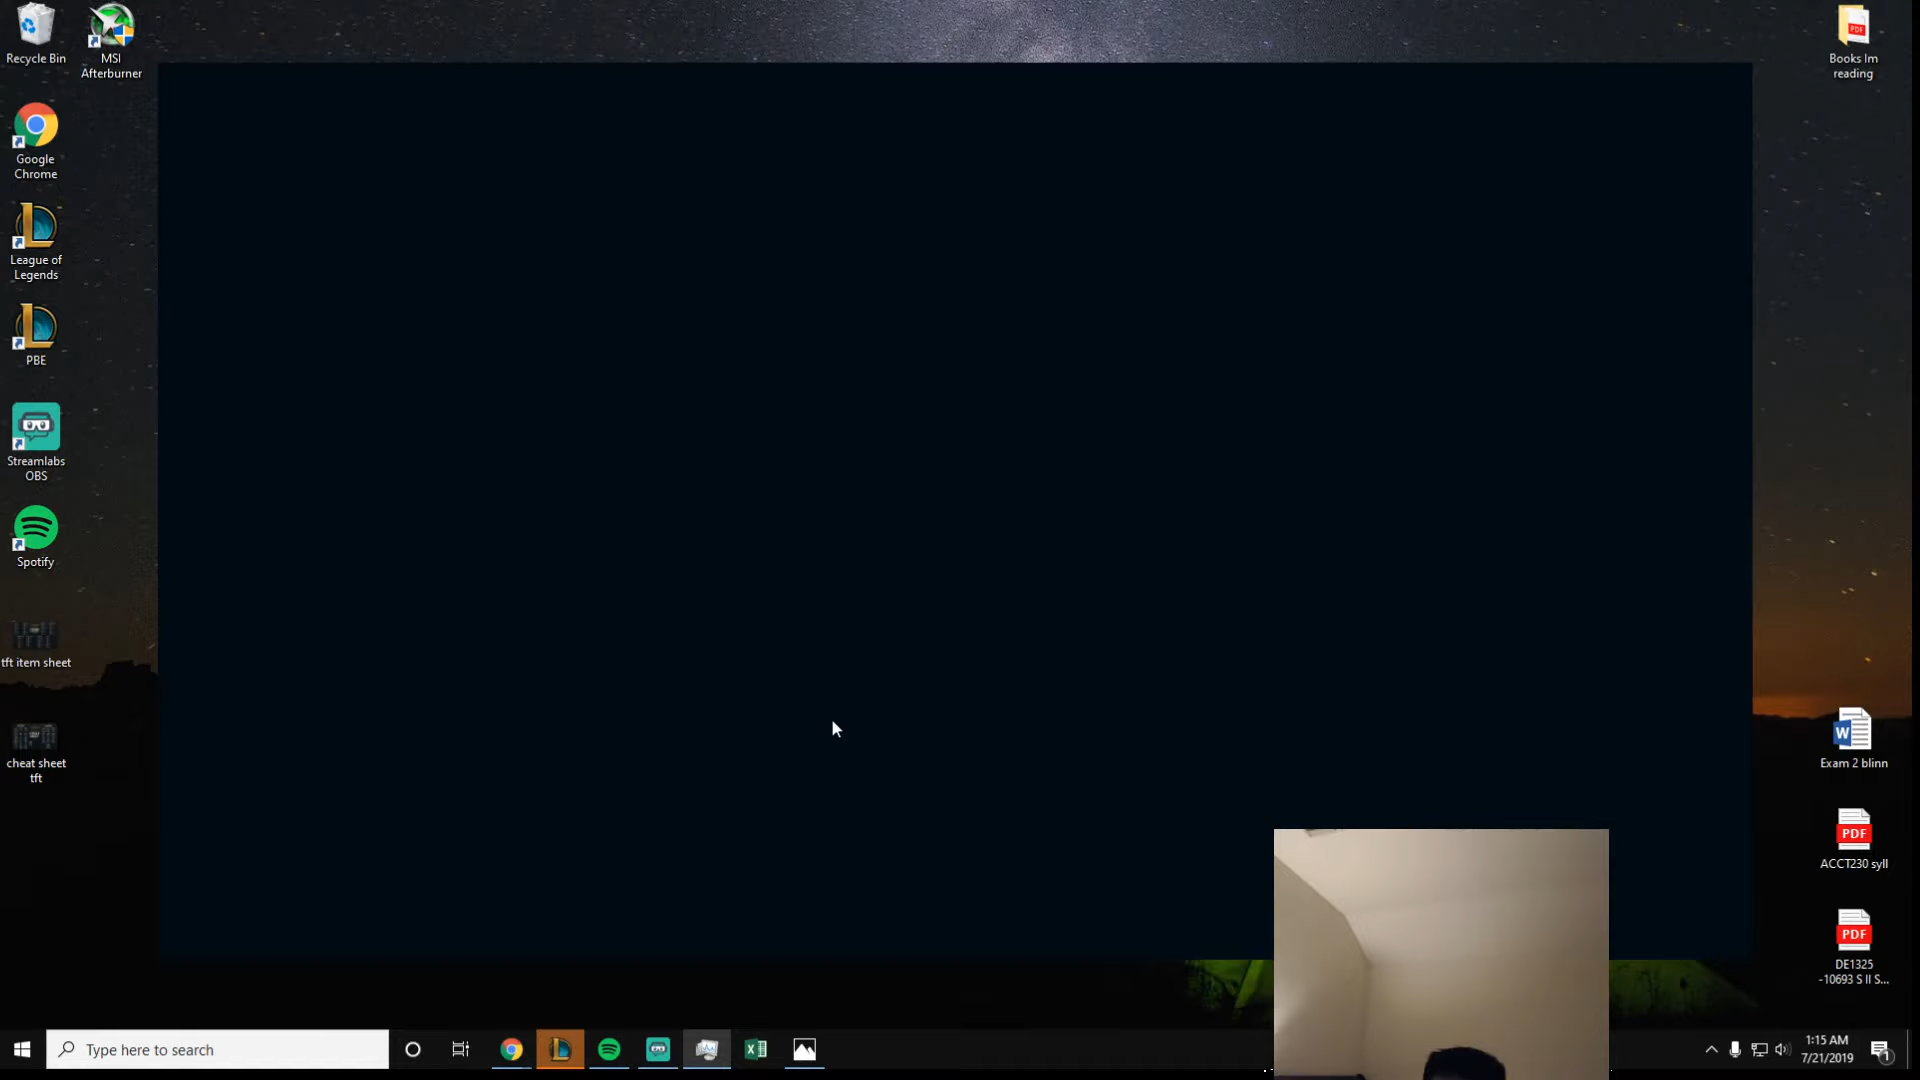 Recycle Bin
MSI
Afterburner
Google
Chrome
League of
Legends
PBE
Streamlabs
OBS
Spotify
tft item sheet
cheat sheet
tft
PDF
Books Im
reading
W
Exam 2 blinn
PDF
ACCT230 syll
PDF
DE1325
-10693 S II S...
Type here to search
1:15 AM
7/21/2019
1